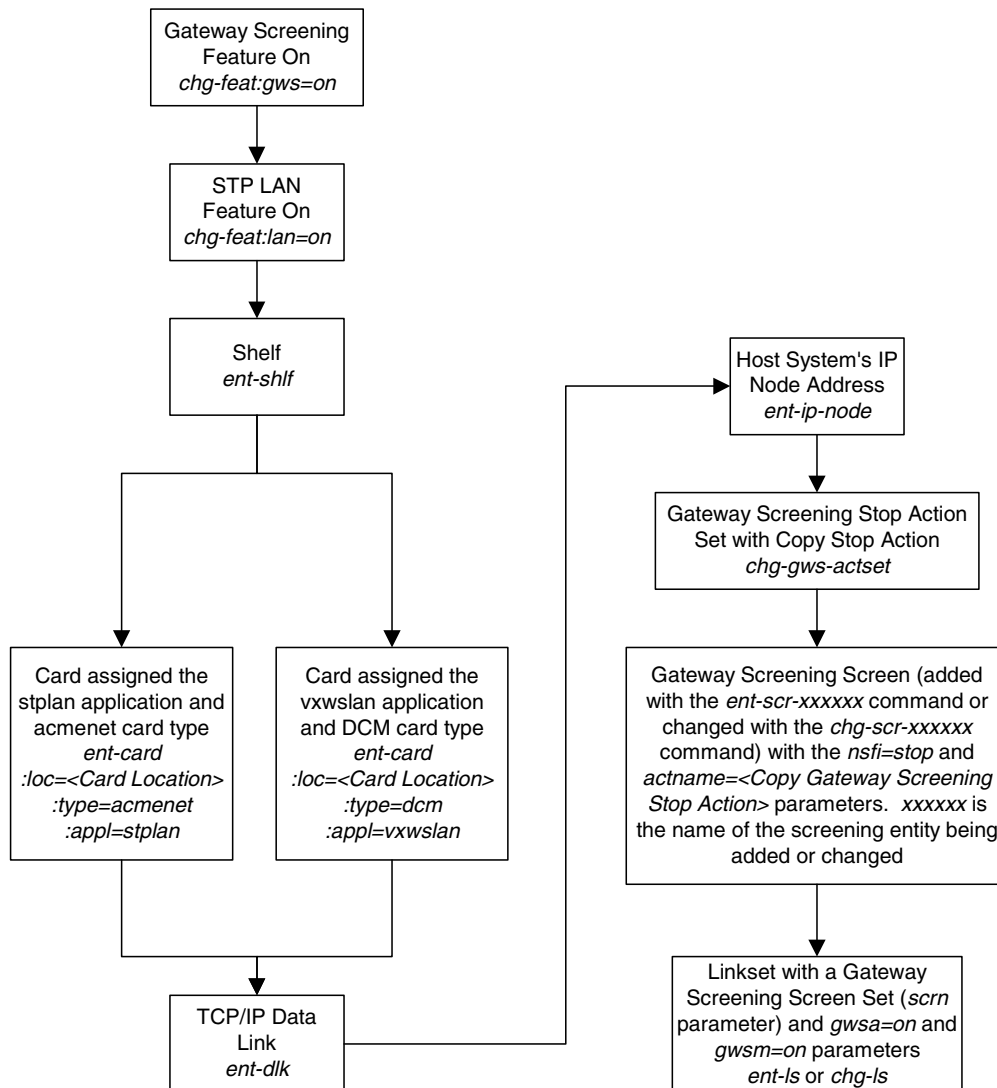 Gateway Screening
Feature On
chg-feat:gws=on
STP LAN
Feature On
chg-feat:lan=on
Shelf
ent-shlf
Card assigned the
stplan application and
acmenet card type
ent-card
:loc=<Card Location>
:type=acmenet
:appl=stplan
Card assigned the
vxwslan application
and DCM card type
ent-card
:loc=<Card Location>
:type=dcm
:appl=vxwslan
TCP/IP Data
Link
ent-dlk
Host System's IP
Node Address
ent-ip-node
Gateway Screening Stop Action
Set with Copy Stop Action
chg-gws-actset
Gateway Screening Screen (added
with the ent-scr-xxxxxx command or
changed with the chg-scr-xxxxxx
command) with the nsfi=stop and
actname=<Copy Gateway Screening
Stop Action> parameters. xxxxxx is
the name of the screening entity being
added or changed
Linkset with a Gateway
Screening Screen Set (scrn
parameter) and gwsa=on and
gwsm=on parameters
ent-ls or chg-ls